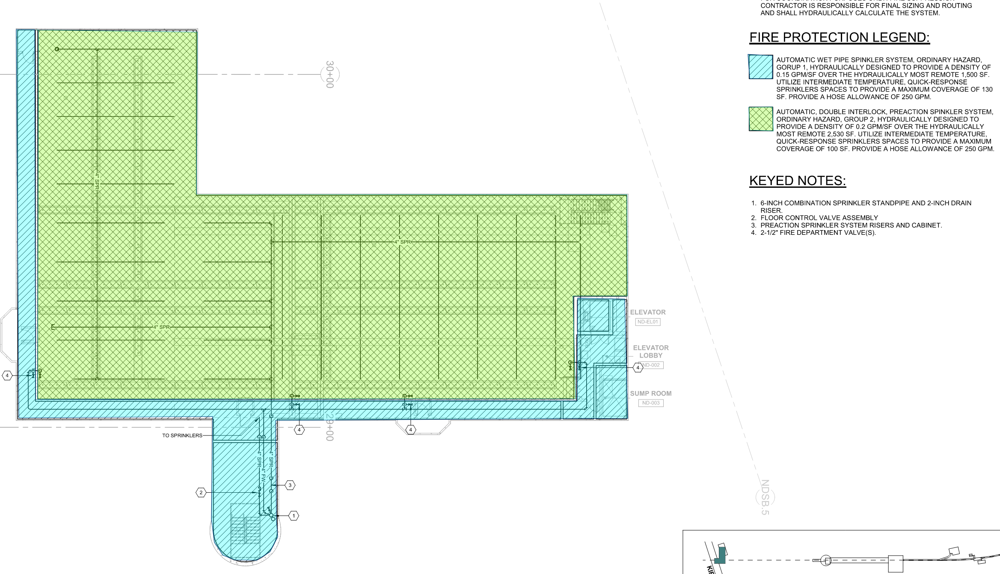 CONTRACTOR IS RESPONSIBLE FOR FINAL SIZING AND ROUTING
AND SHALL HYDRAULICALLY CALCULATE THE SYSTEM.
FIRE PROTECTION LEGEND:
AUTOMATIC WET PIPE SPINKLER SYSTEM, ORDINARY HAZARD,
GORUP 1, HYDRAULICALLY DESIGNED TO PROVIDE A DENSITY OF
0.15 GPM/SF OVER THE HYDRAULICALLY MOST REMOTE 1,500 SF.
UTILIZE INTERMEDIATE TEMPERATURE, QUICK-RESPONSE
SPRINKLERS SPACES TO PROVIDE A MAXIMUM COVERAGE OF 130
SF. PROVIDE A HOSE ALLOWANCE OF 250 GPM.
AUTOMATIC, DOUBLE INTERLOCK, PREACTION SPINKLER SYSTEM,
ORDINARY HAZARD, GROUP 2, HYDRAULICALLY DESIGNED TO
PROVIDE A DENSITY OF 0.2 GPM/SF OVER THE HYDRAULICALLY
MOST REMOTE 2,530 SF. UTILIZE INTERMEDIATE TEMPERATURE,
QUICK-RESPONSE SPRINKLERS SPACES TO PROVIDE A MAXIMUM
COVERAGE OF 100 SF. PROVIDE A HOSE ALLOWANCE OF 250 GPM.
KEYED NOTES:
1. 6-INCH COMBINATION SPRINKLER STANDPIPE AND 2-INCH DRAIN
RISER.
2. FLOOR CONTROL VALVE ASSEMBLY
3. PREACTION SPRINKLER SYSTEM RISERS AND CABINET.
4. 2-1/2" FIRE DEPARTMENT VALVE(S).
30+00
4" SPR
4" SPR
4" SPR
ELEVATOR
ND-EL01
ELEVATOR
LOBBY
ND-002
4
4
SUMP ROOM
ND-003
29+00
4
4
TO SPRINKLERS
4" SPR
4" FW
4" SPR
3
2
1
NDSB.5